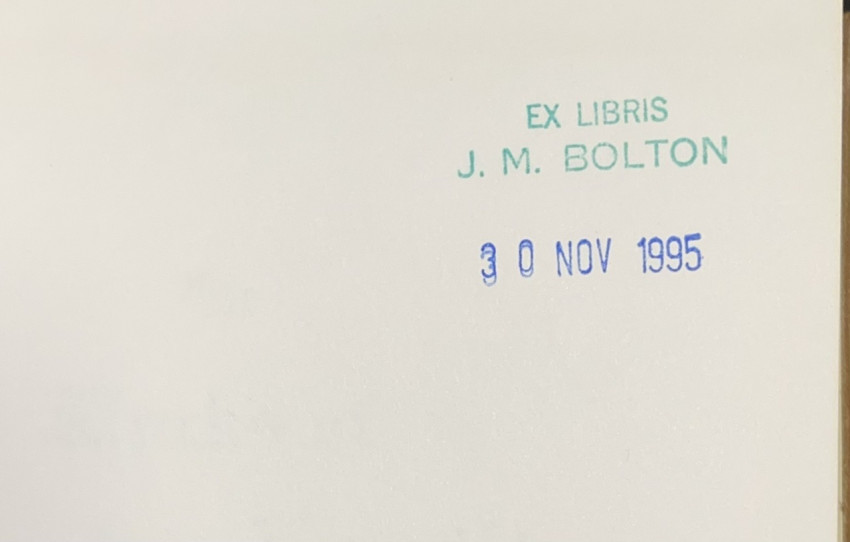 EX LIBRIS
J. M. BOLTON
30 NOV 1995